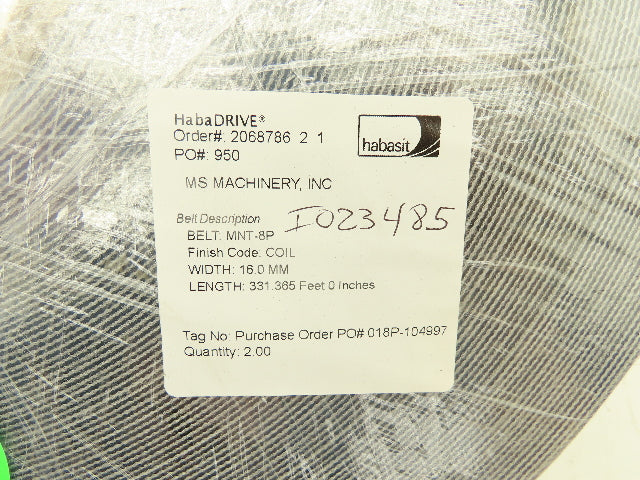 HabaDRIVE®
Order#: 2068786 2 1
habasit
PO#: 950
MS MACHINERY, INC
Belt Description
I023485
BELT: MNT-8P
Finish Code: COIL
WIDTH: 16.0 MM
LENGTH: 331.365 Feet 0 Inches
Tag No: Purchase Order PO# 018P-104997
Quantity: 2.00